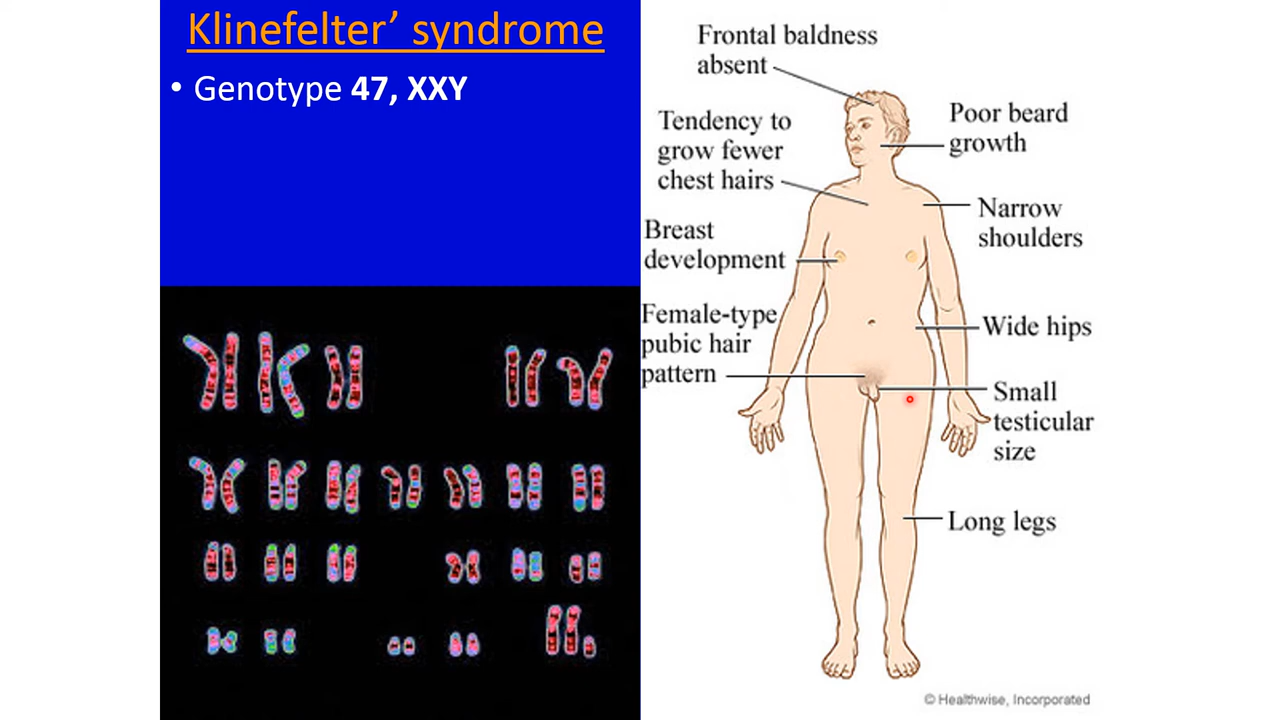 Klinefelter’ syndrome
• Genotype 47, XXY
Frontal baldness
absent
Poor beard
growth
Tendency to
grow fewer
chest hairs
Narrow
shoulders
Breast
development
Female-type
pubic hair
pattern
Wide hips
Small
testicular
size
Long legs
© Healthwise, Incorporated